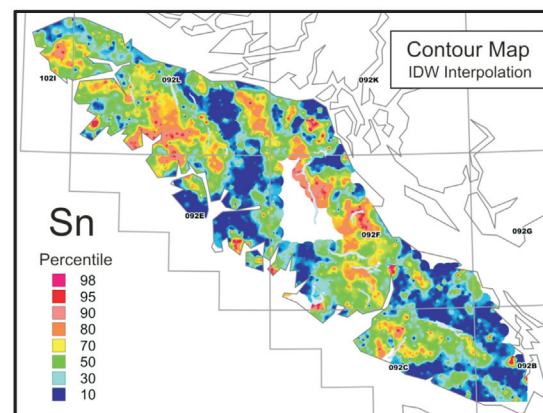 Contour Map
IDW Interpolation
092K
102I
092L
092E
Sn
092F
092G
Percentile
98
95
90
80
70
50
30
10
092C
092B